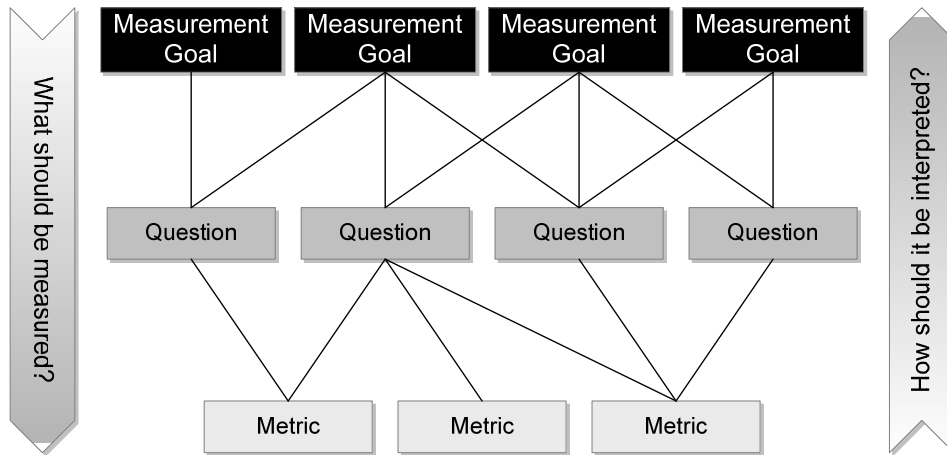 Measurement
Goal
Measurement
Goal
Measurement
Goal
Measurement
Goal
What should be measured?
How should it be interpreted?
Question
Question
Question
Question
Metric
Metric
Metric